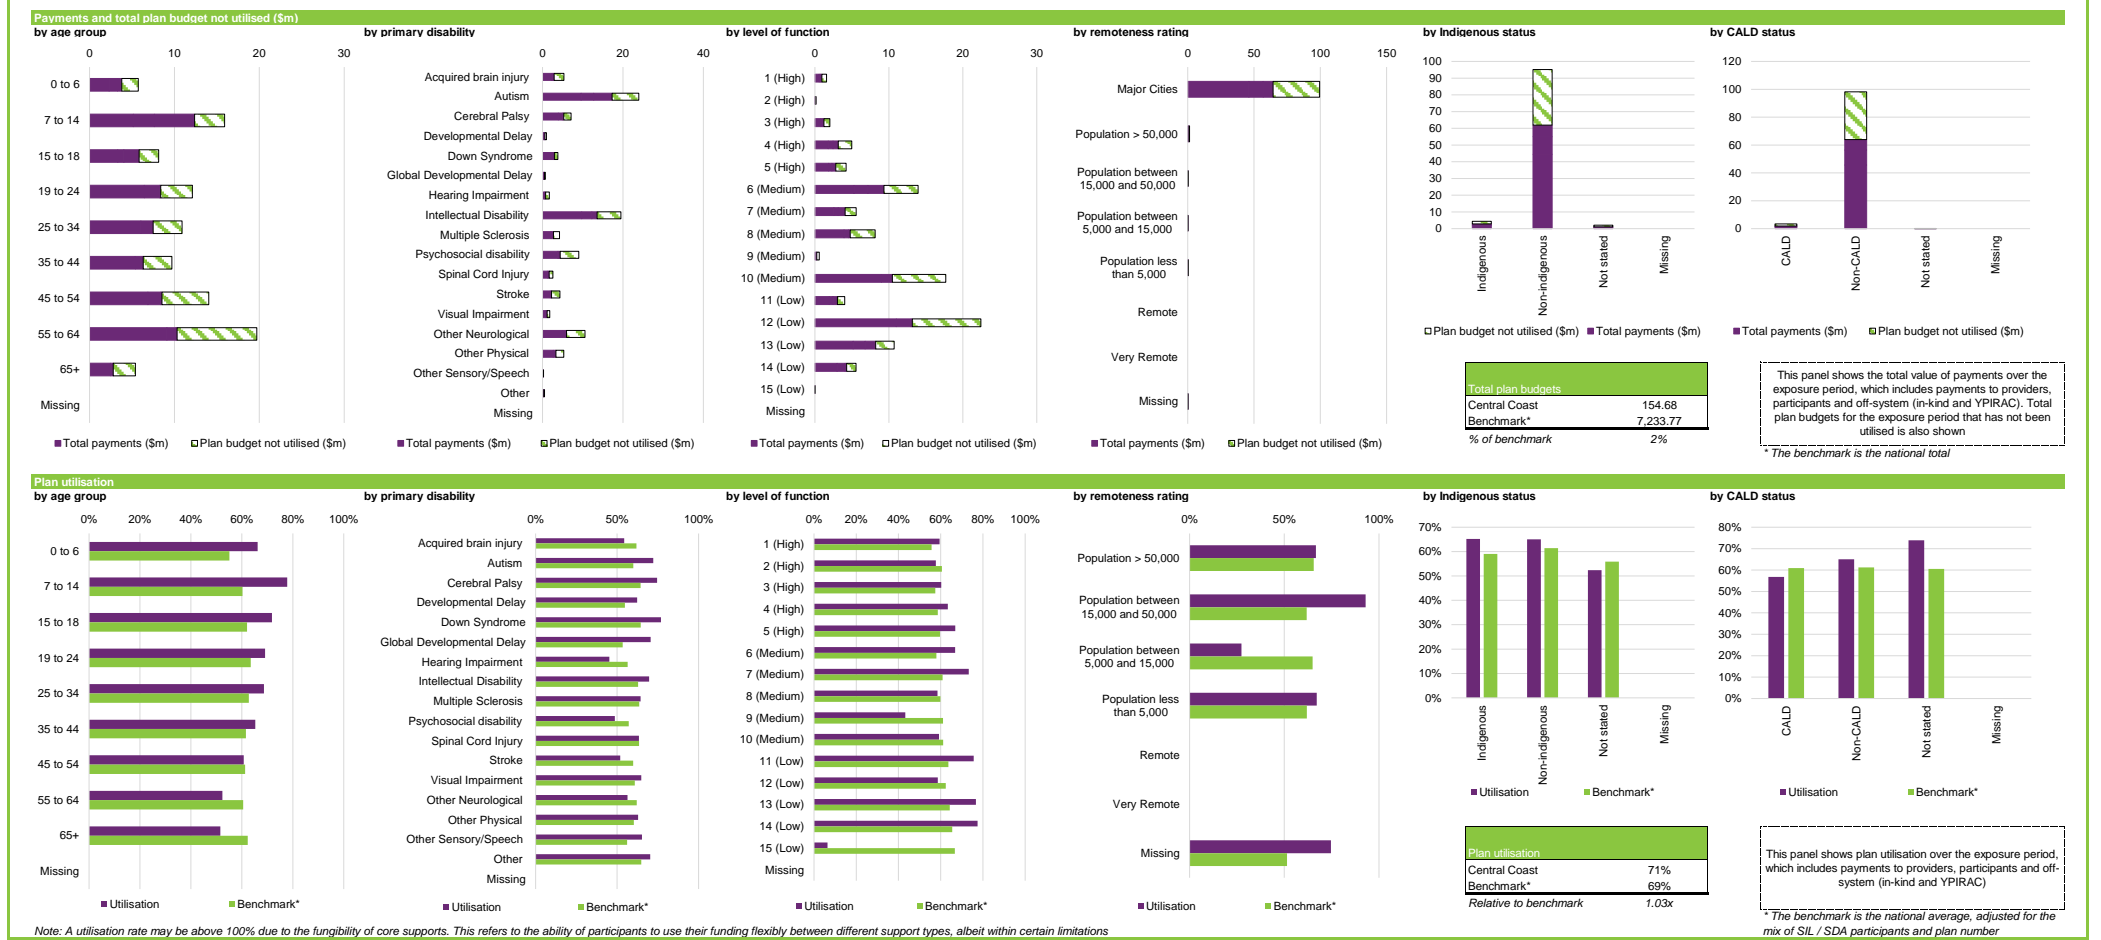 Payments and total plan budget not utilised ($m)
by age group
0 10 20 30
0 to 6
7 to 14
15 to 18
19 to 24
25 to 34
35 to 44
45 to 54
55 to 64
65+
Missing
Total payments ($m) Plan budget not utilised ($m)
by primary disability
0 20 40
Acquired brain injury
Autism
Cerebral Palsy
Developmental Delay
Down Syndrome
Global Developmental Delay
Hearing Impairment
Intellectual Disability
Multiple Sclerosis
Psychosocial disability
Spinal Cord Injury
Stroke
Visual Impairment
Other Neurological
Other Physical
Other Sensory/Speech
Other
Missing
Total payments ($m) Plan budget not utilised ($m)
by level of function
0 10 20 30
1 (High)
2 (High)
3 (High)
4 (High)
5 (High)
6 (Medium)
7 (Medium)
8 (Medium)
9 (Medium)
10 (Medium)
11 (Low)
12 (Low)
13 (Low)
14 (Low)
15 (Low)
Missing
Total payments ($m) Plan budget not utilised ($m)
by remoteness rating
0 50 100 150
Major Cities
Population > 50,000
Population between
15,000 and 50,000
Population between
5,000 and 15,000
Population less
than 5,000
Remote
Very Remote
Missing
Total payments ($m) Plan budget not utilised ($m)
by Indigenous status
100
90
80
70
60
50
40
30
20
10
0
Indigenous
Non-indigenous
Not stated
Missing
Plan budget not utilised ($m) Total payments ($m)
by CALD status
120
100
80
60
40
20
0
CALD
Non-CALD
Not stated
Missing
Total payments ($m) Plan budget not utilised ($m)
Total plan budgets
Central Coast 154.68
Benchmark* 7,233.77
% of benchmark 2%
This panel shows the total value of payments over the
exposure period, which includes payments to providers,
participants and off-system (in-kind and YPIRAC). Total
plan budgets for the exposure period that has not been
utilised is also shown
* The benchmark is the national total
Plan utilisation
by age group
0% 20% 40% 60% 80% 100%
0 to 6
7 to 14
15 to 18
19 to 24
25 to 34
35 to 44
45 to 54
55 to 64
65+
Missing
Utilisation Benchmark*
by primary disability
0% 50% 100%
Acquired brain injury
Autism
Cerebral Palsy
Developmental Delay
Down Syndrome
Global Developmental Delay
Hearing Impairment
Intellectual Disability
Multiple Sclerosis
Psychosocial disability
Spinal Cord Injury
Stroke
Visual Impairment
Other Neurological
Other Physical
Other Sensory/Speech
Other
Missing
Utilisation Benchmark*
by level of function
0% 20% 40% 60% 80% 100%
1 (High)
2 (High)
3 (High)
4 (High)
5 (High)
6 (Medium)
7 (Medium)
8 (Medium)
9 (Medium)
10 (Medium)
11 (Low)
12 (Low)
13 (Low)
14 (Low)
15 (Low)
Missing
Utilisation Benchmark*
by remoteness rating
0% 50% 100%
Population > 50,000
Population between
15,000 and 50,000
Population between
5,000 and 15,000
Population less
than 5,000
Remote
Very Remote
Missing
Utilisation Benchmark*
by Indigenous status
70%
60%
50%
40%
30%
20%
10%
0%
Indigenous
Non-indigenous
Not stated
Missing
Utilisation Benchmark*
by CALD status
80%
70%
60%
50%
40%
30%
20%
10%
0%
CALD
Non-CALD
Not stated
Missing
Utilisation Benchmark*
Plan utilisation
Central Coast 71%
Benchmark* 69%
Relative to benchmark 1.03x
This panel shows plan utilisation over the exposure period,
which includes payments to providers, participants and off-
system (in-kind and YPIRAC)
* The benchmark is the national average, adjusted for the
mix of SIL / SDA participants and plan number
Note: A utilisation rate may be above 100% due to the fungibility of core supports. This refers to the ability of participants to use their funding flexibly between different support types, albeit within certain limitations